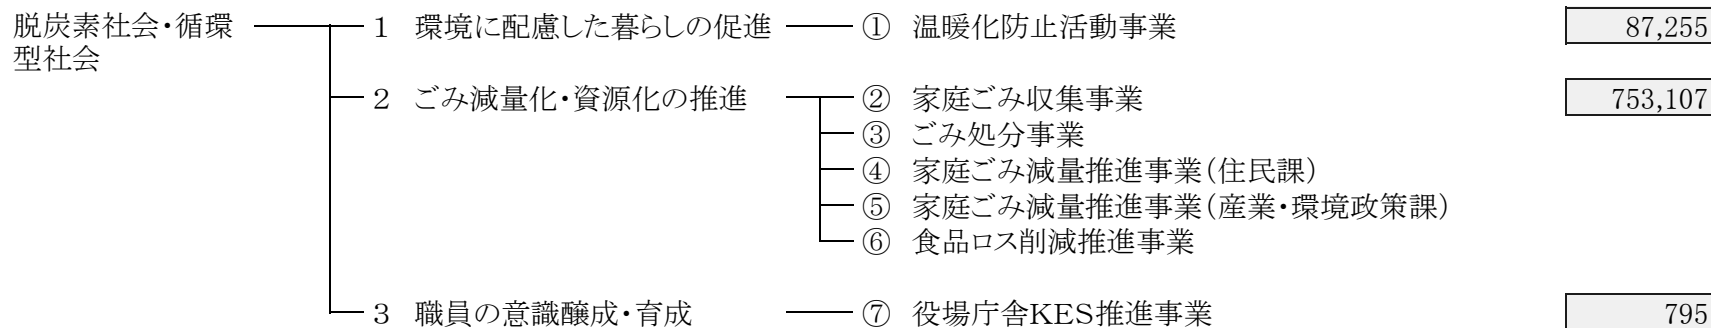 脱炭素社会・循環型社会
1 環境に配慮した暮らしの促進 ① 温暖化防止活動事業 87,255
2 ごみ減量化・資源化の推進 ② 家庭ごみ収集事業 753,107
③ ごみ処分事業
④ 家庭ごみ減量推進事業(住民課)
⑤ 家庭ごみ減量推進事業(産業・環境政策課)
⑥ 食品ロス削減推進事業
3 職員の意識醸成・育成 ⑦ 役場庁舎KES推進事業 795